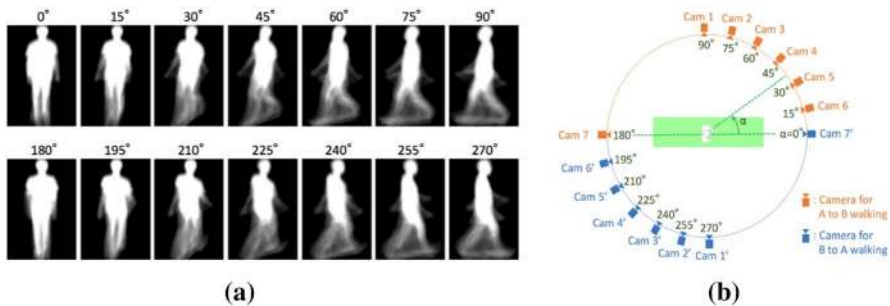 0° 15° 30° 45° 60° 75° 90°
180° 195° 210° 225° 240° 255° 270°
(a)
Cam 1
Cam 2
Cam 3
Cam 4
Cam 5
Cam 6
Cam 7'
Cam 7
Cam 6'
Cam 5'
Cam 4'
Cam 3'
Cam 2'
Cam 1'
90°
75°
60°
45°
30°
15°
α=0°
α
180°
195°
210°
225°
240°
255°
270°
: Camera for
A to B walking
: Camera for
B to A walking
(b)